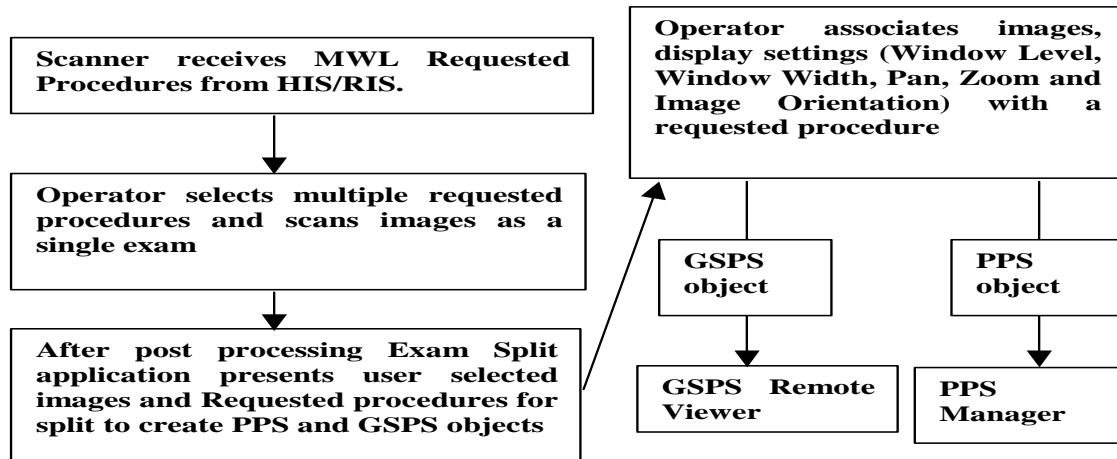 Scanner receives MWL Requested
Procedures from HIS/RIS.
Operator selects multiple requested
procedures and scans images as a
single exam
After post processing Exam Split
application presents user selected
images and Requested procedures for
split to create PPS and GSPS objects
Operator associates images,
display settings (Window Level,
Window Width, Pan, Zoom and
Image Orientation) with a
requested procedure
GSPS
object
PPS
object
GSPS Remote
Viewer
PPS
Manager